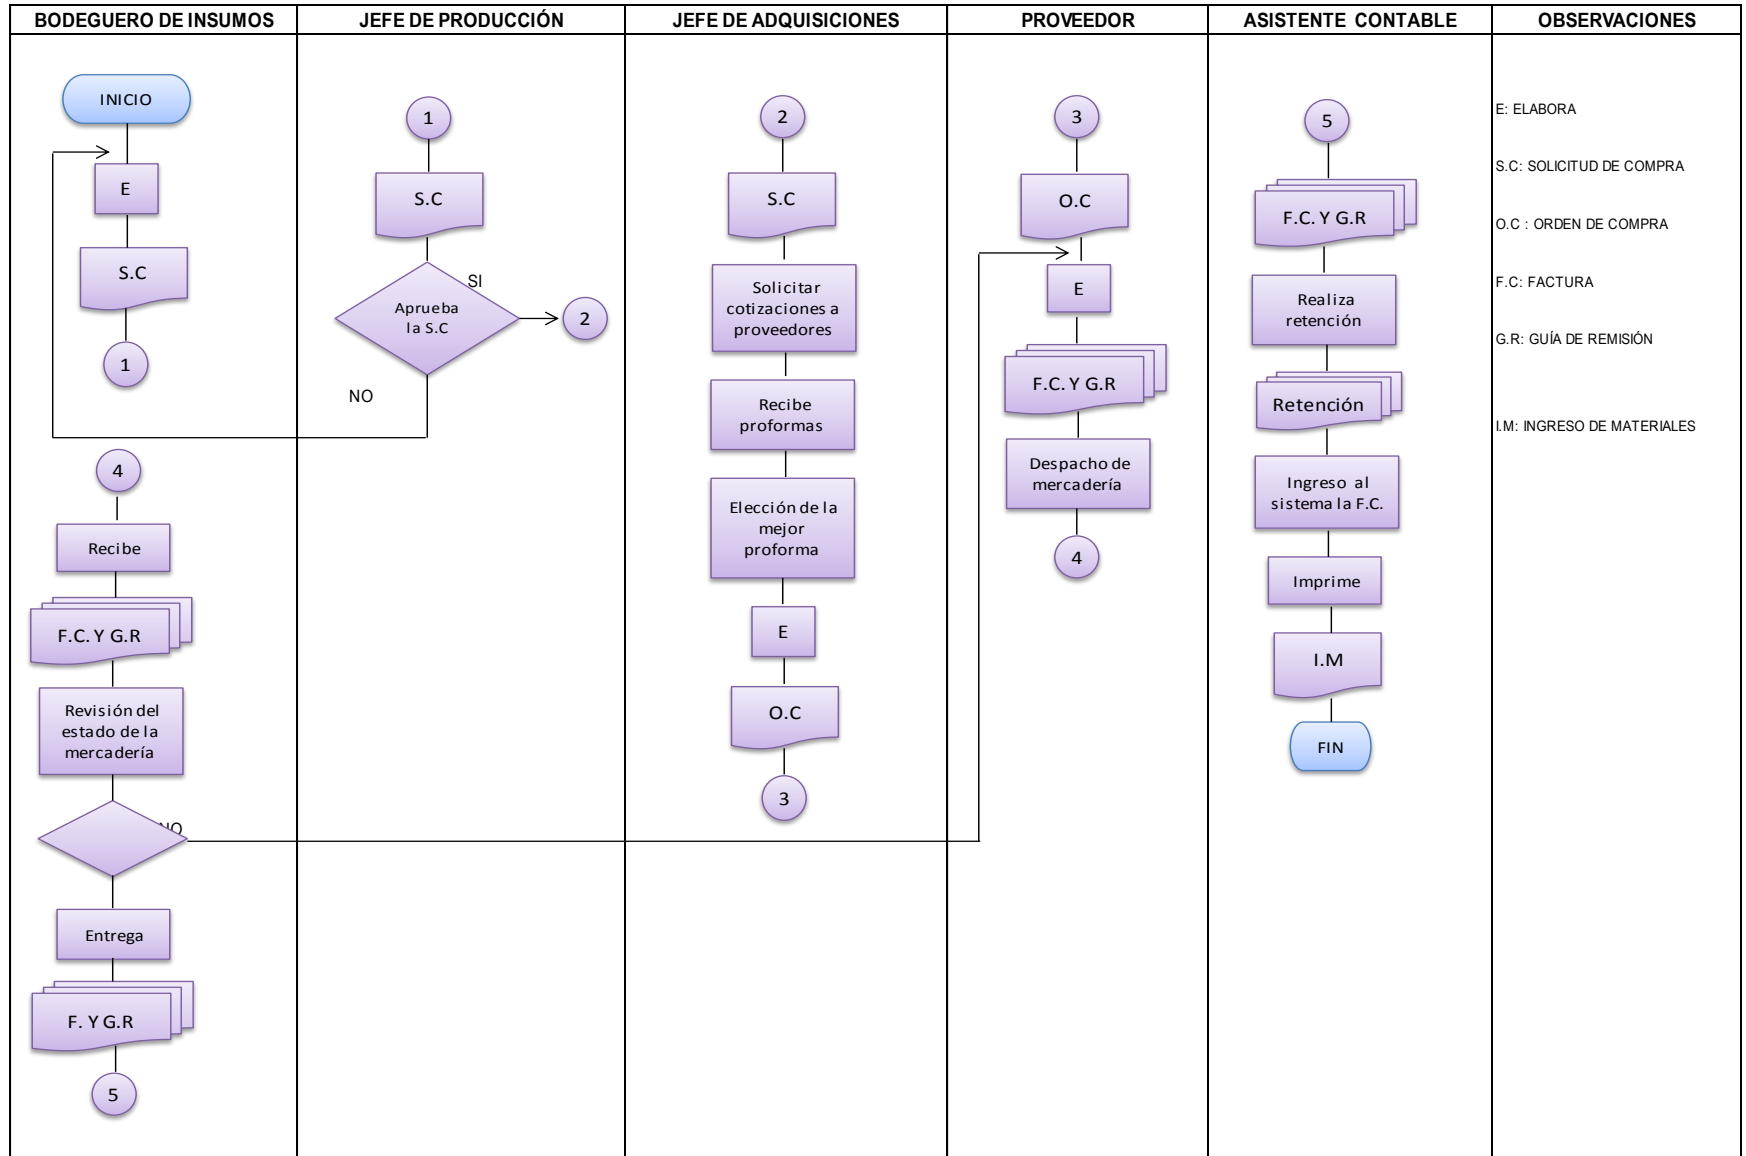 BODEGUERO DE INSUMOS
JEFE DE PRODUCCIÓN
JEFE DE ADQUISICIONES
PROVEEDOR
ASISTENTE CONTABLE
OBSERVACIONES
INICIO
E
S.C
1
4
Recibe
F.C. Y G.R
Revisión del
estado de la
mercadería
NO
Entrega
F. Y G.R
5
1
S.C
SI
Aprueba
la S.C
2
NO
2
S.C
Solicitar
cotizaciones a
proveedores
Recibe
proformas
Elección de la
mejor
proforma
E
O.C
3
3
O.C
E
F.C. Y G.R
Despacho de
mercadería
4
5
F.C. Y G.R
Realiza
retención
Retención
Ingreso al
sistema la F.C.
Imprime
I.M
FIN
E: ELABORA
S.C: SOLICITUD DE COMPRA
O.C : ORDEN DE COMPRA
F.C: FACTURA
G.R: GUÍA DE REMISIÓN
I.M: INGRESO DE MATERIALES